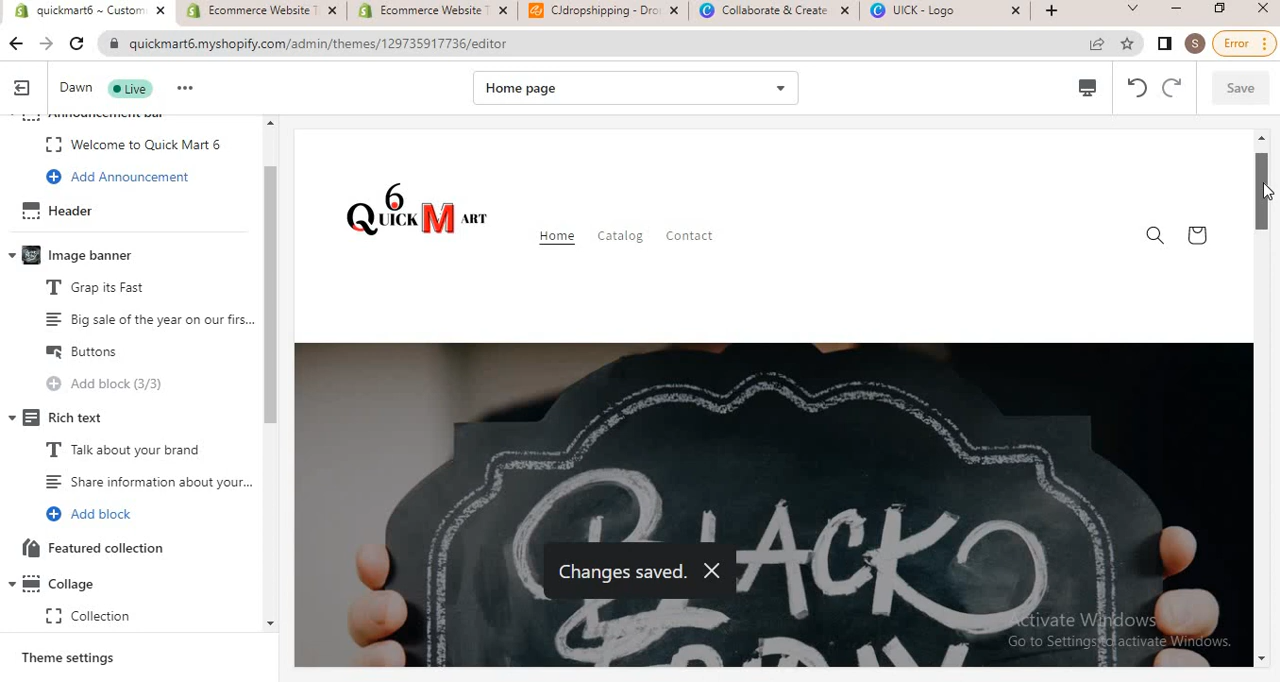 quickmart6 ~ Custom
Ecommerce Website T
Ecommerce Website T
CJdropshipping - Dro
Collaborate & Create
UICK - Logo
quickmart6.myshopify.com/admin/themes/129735917736/editor
S
Error
Dawn
Live
Home page
Save
Announcement bar
Welcome to Quick Mart 6
Add Announcement
Header
Image banner
Grap its Fast
Big sale of the year on our firs...
Buttons
Add block (3/3)
Rich text
Talk about your brand
Share information about your...
Add block
Featured collection
Collage
Collection
Theme settings
6
QUICK MART
Home
Catalog
Contact
BLACK
FRIDAY
Changes saved.
Activate Windows
Go to Settings to activate Windows.